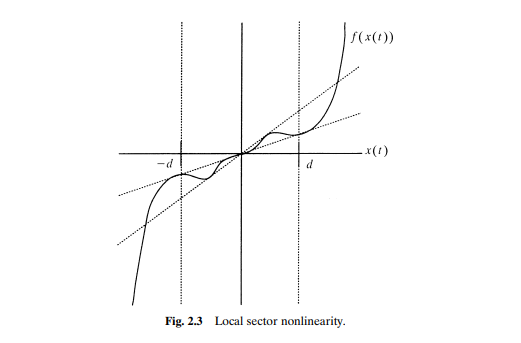 f(x(t))
x(t)
-d
d
Fig. 2.3 Local sector nonlinearity.